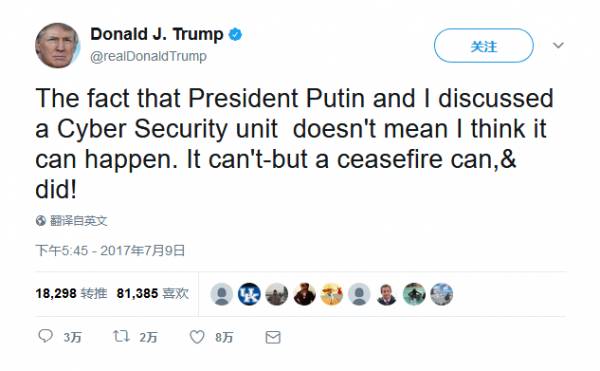 Donald J. Trump
@realDonaldTrump
关注
The fact that President Putin and I discussed
a Cyber Security unit  doesn't mean I think it
can happen. It can't-but a ceasefire can,&
did!
翻译自英文
下午5:45 - 2017年7月9日
18,298 转推 81,385 喜欢
3万 2万 8万